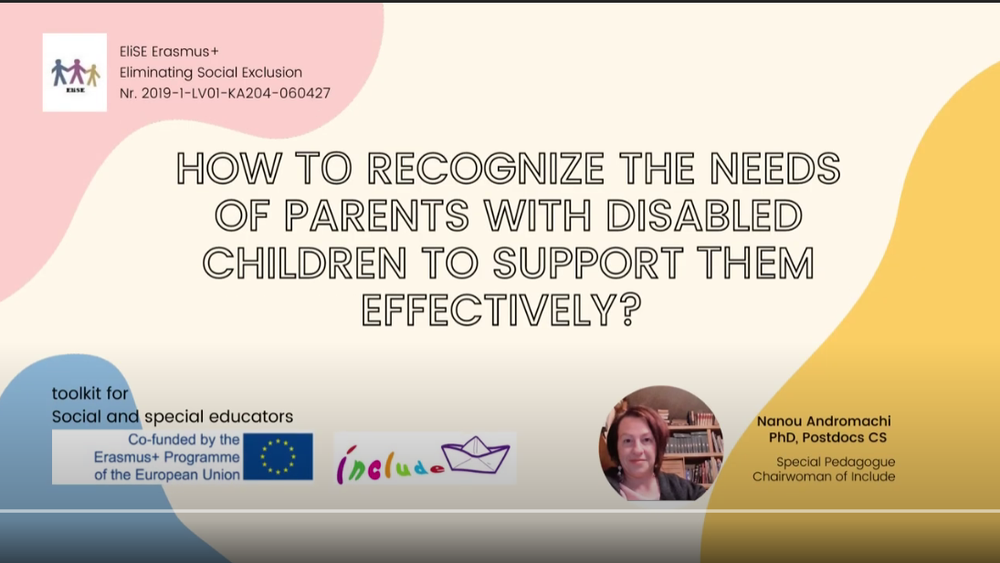 EliSE Erasmus+
Eliminating Social Exclusion
Nr. 2019-1-LV01-KA204-060427
EliSE
HOW TO RECOGNIZE THE NEEDS
OF PARENTS WITH DISABLED
CHILDREN TO SUPPORT THEM
EFFECTIVELY?
toolkit for
Social and special educators
Co-funded by the
Erasmus+ Programme
of the European Union
include
Nanou Andromachi
PhD, Postdocs CS
Special Pedagogue
Chairwoman of Include